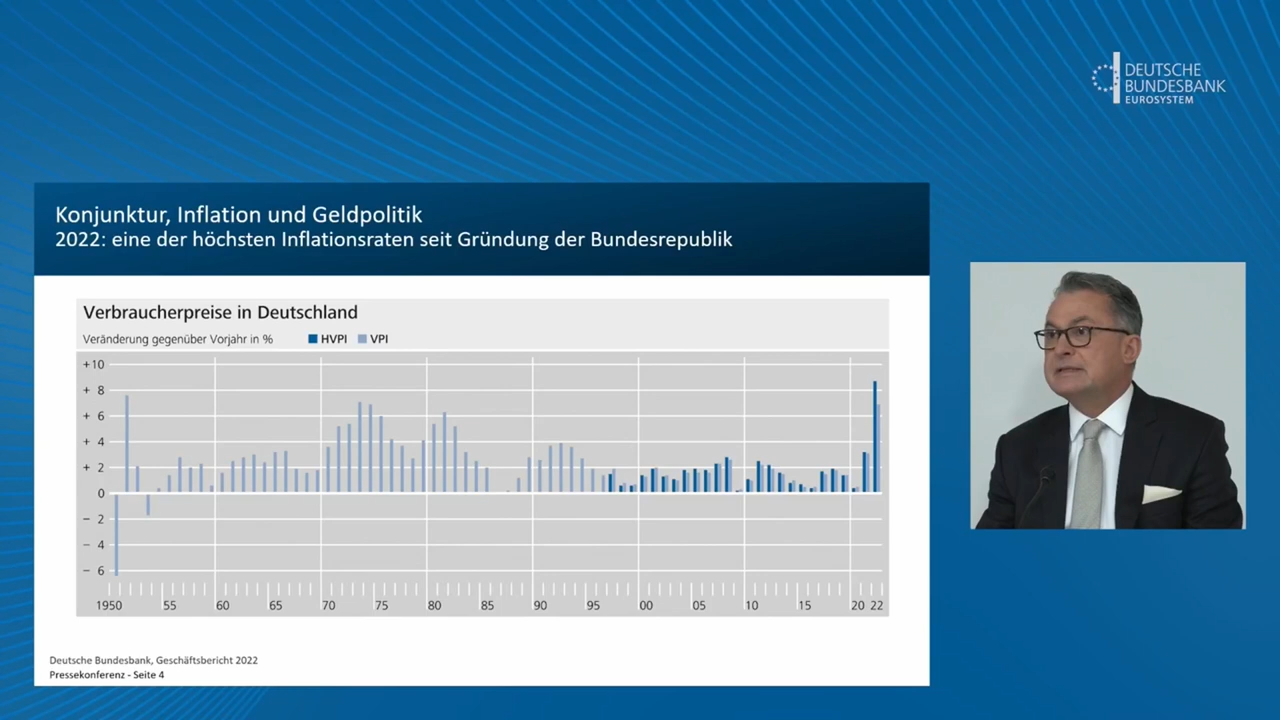 DEUTSCHE
BUNDESBANK
EUROSYSTEM
Konjunktur, Inflation und Geldpolitik
2022: eine der höchsten Inflationsraten seit Gründung der Bundesrepublik
Verbraucherpreise in Deutschland
Veränderung gegenüber Vorjahr in % HVPI VPI
+10
+ 8
+ 6
+ 4
+ 2
0
− 2
− 4
− 6
1950 55 60 65 70 75 80 85 90 95 00 05 10 15 20 22
Deutsche Bundesbank, Geschäftsbericht 2022
Pressekonferenz - Seite 4